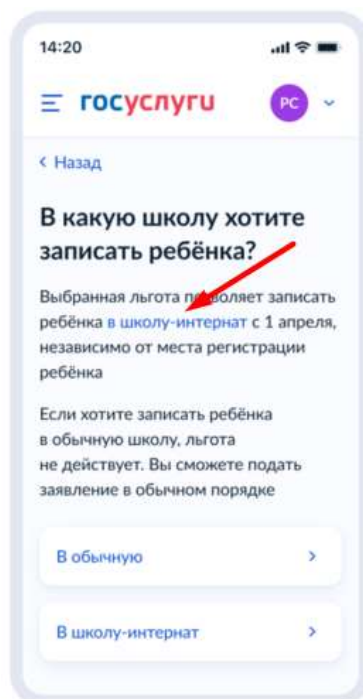 14:20
госуслуги
РС
Назад
В какую школу хотите
записать ребёнка?
Выбранная льгота позволяет записать
ребёнка в школу-интернат с 1 апреля,
независимо от места регистрации
ребёнка
Если хотите записать ребёнка
в обычную школу, льгота
не действует. Вы сможете подать
заявление в обычном порядке
В обычную
В школу-интернат